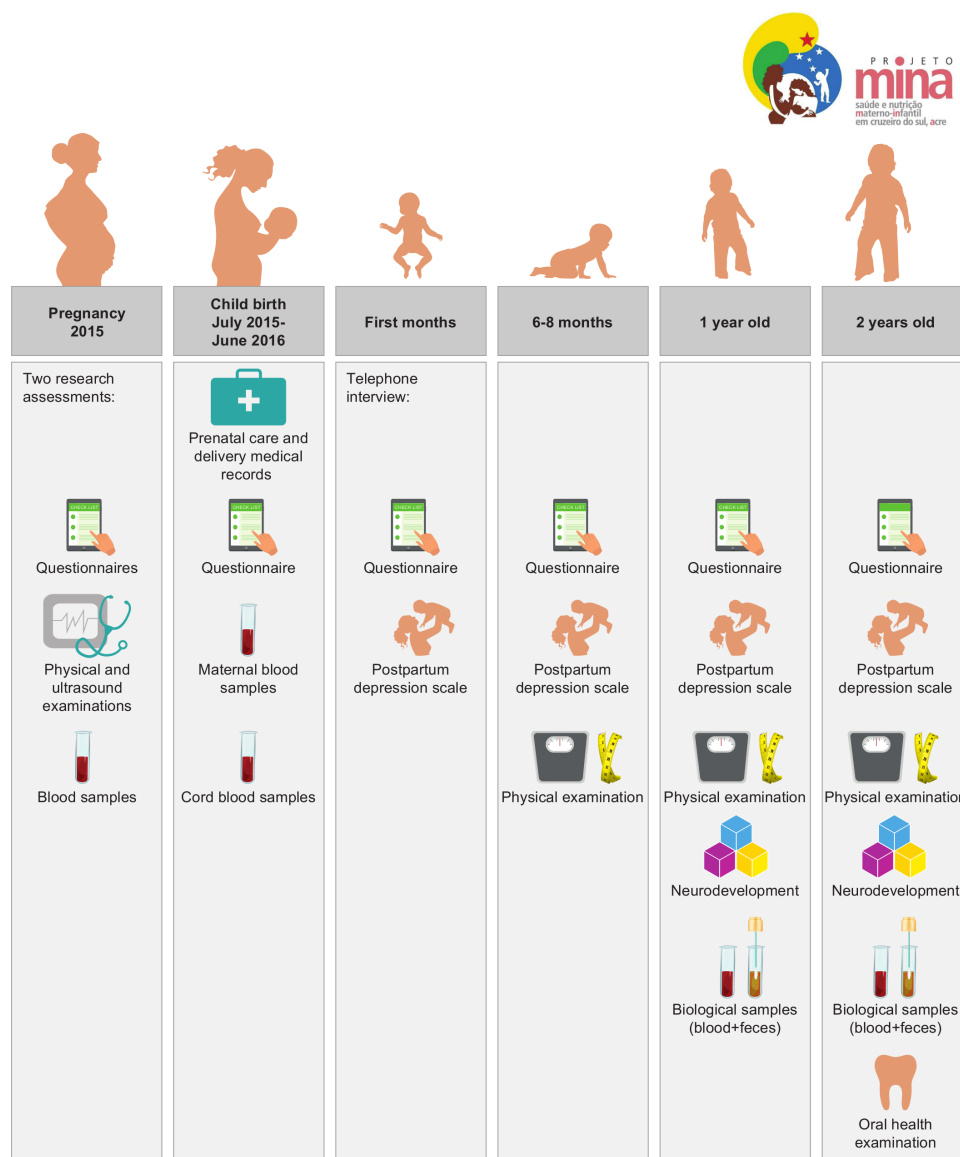 PROJETO
mina
saúde e nutrição
materno-infantil
em cruzeiro do sul, acre
Pregnancy
2015
Child birth
July 2015-
June 2016
First months
6-8 months
1 year old
2 years old
Two research
assessments:
Questionnaires
Physical and
ultrasound
examinations
Blood samples
Prenatal care and
delivery medical
records
CHECK LIST
Questionnaire
Maternal blood
samples
Cord blood samples
Telephone
interview:
CHECK LIST
Questionnaire
Postpartum
depression scale
CHECK LIST
Questionnaire
Postpartum
depression scale
Physical examination
CHECK LIST
Questionnaire
Postpartum
depression scale
Physical examination
Neurodevelopment
Biological samples
(blood+feces)
Questionnaire
Postpartum
depression scale
Physical examination
Neurodevelopment
Biological samples
(blood+feces)
Oral health
examination
CHECK LIST